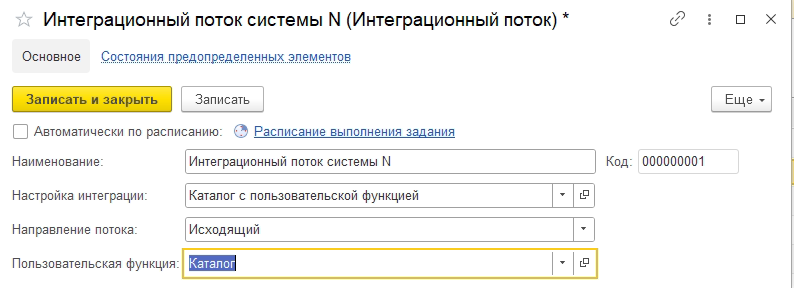 Интеграционный поток системы N (Интеграционный поток) *
Основное Состояния предопределенных элементов
Записать и закрыть Записать Еще
Автоматически по расписанию: Расписание выполнения задания
Наименование: Интеграционный поток системы N Код: 000000001
Настройка интеграции: Каталог с пользовательской функцией
Направление потока: Исходящий
Пользовательская функция: Каталог